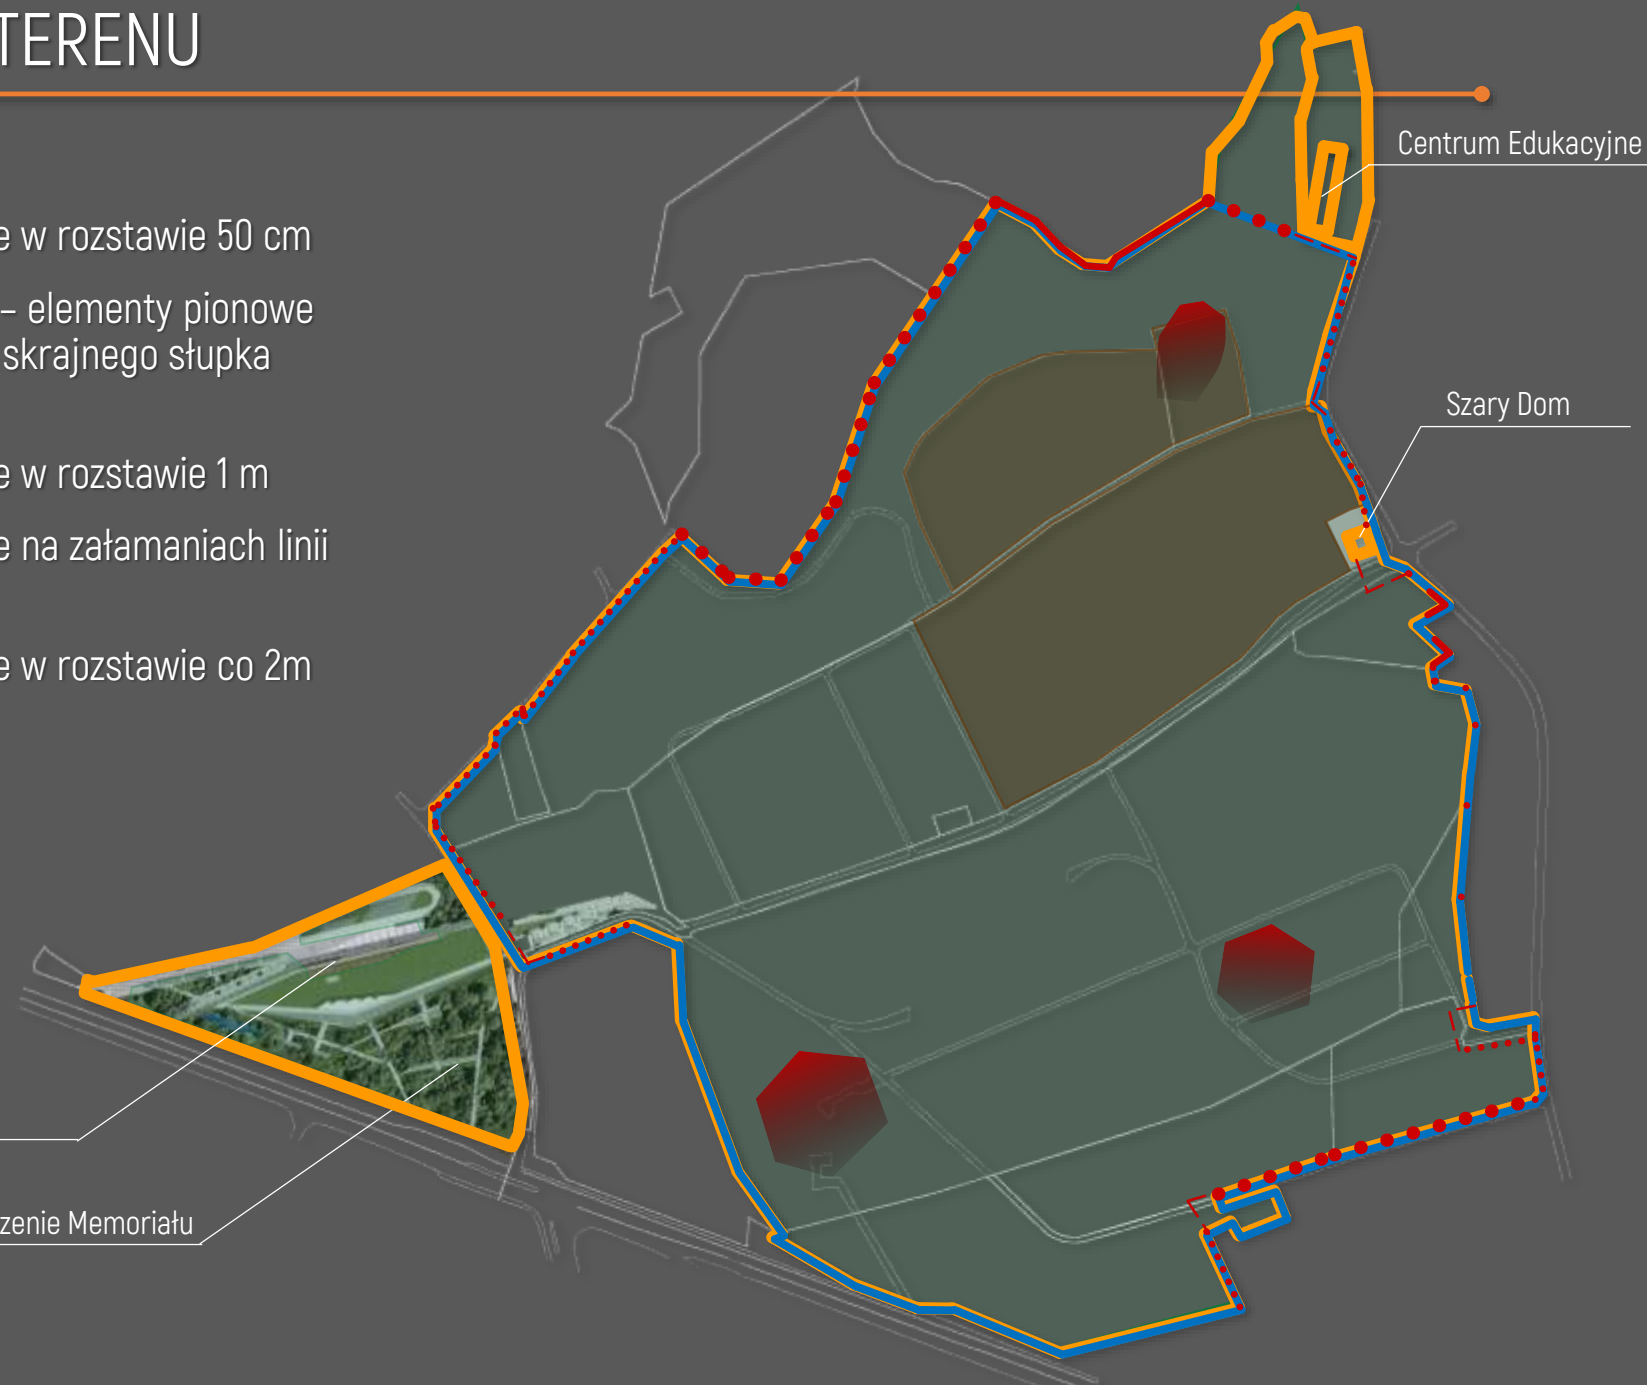 TERENU
Centrum Edukacyjne
e w rozstawie 50 cm
– elementy pionowe
skrajnego słupka
Szary Dom
e w rozstawie 1 m
e na załamaniach linii
e w rozstawie co 2m
zenie Memoriału